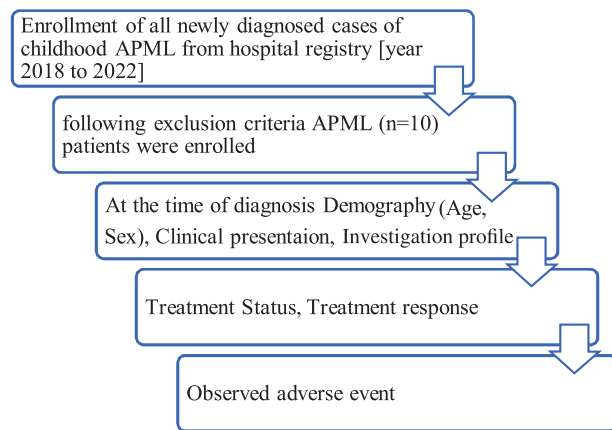 Enrollment of all newly diagnosed cases of
childhood APML from hospital registry [year
2018 to 2022]
following exclusion criteria APML (n=10)
patients were enrolled
At the time of diagnosis Demography (Age,
Sex), Clinical presentaion, Investigation profile
Treatment Status, Treatment response
Observed adverse event